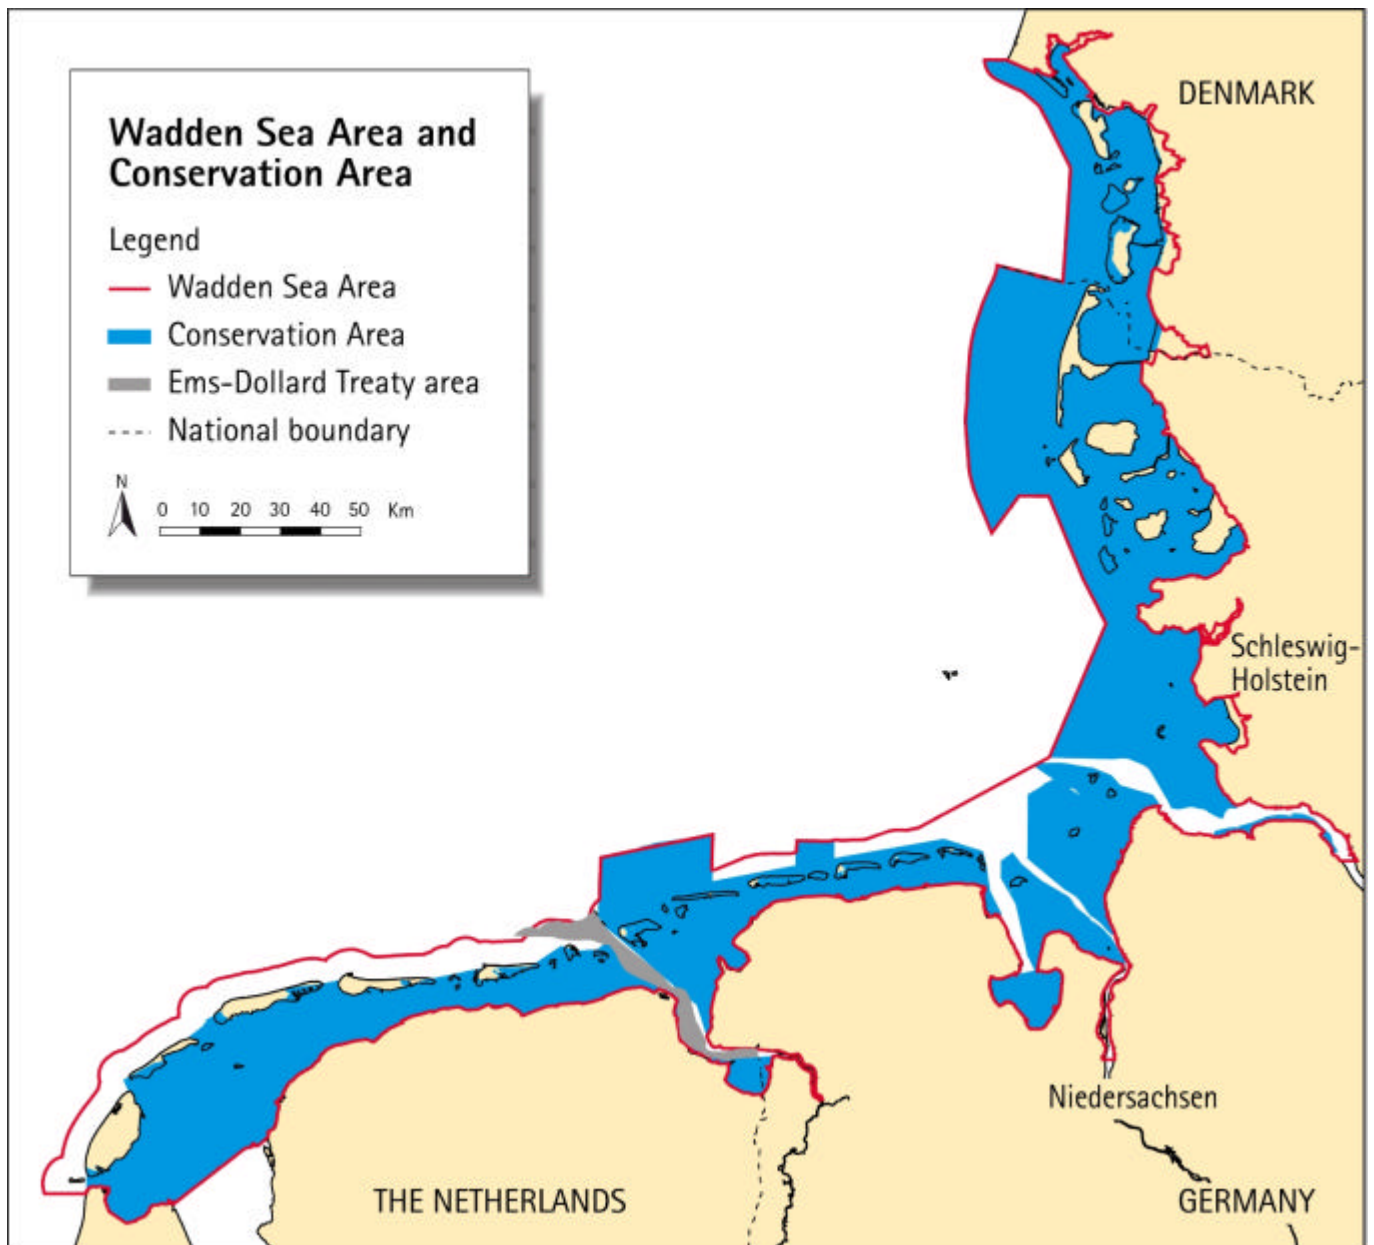 Wadden Sea Area and
Conservation Area
Legend
Wadden Sea Area
Conservation Area
Ems-Dollard Treaty area
National boundary
N
0 10 20 30 40 50 Km
DENMARK
Schleswig-
Holstein
Niedersachsen
THE NETHERLANDS
GERMANY